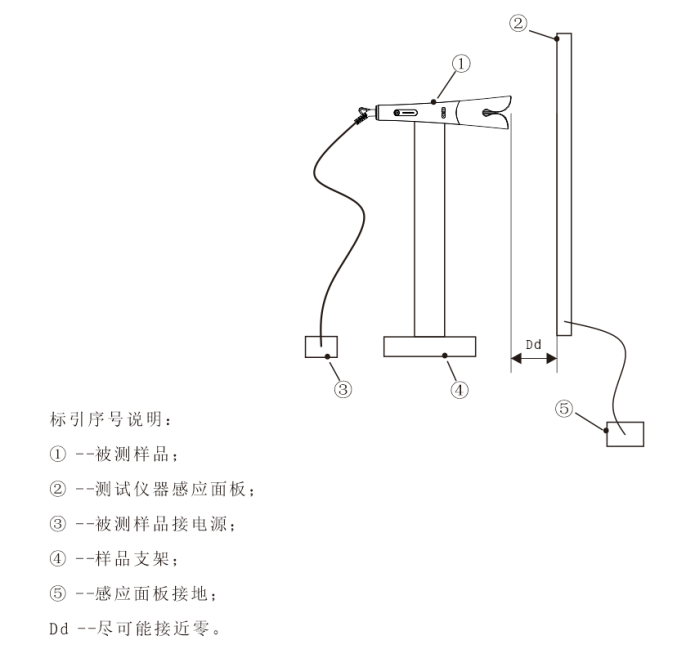 ②
①
Dd
③
④
⑤
标引序号说明：
① --被测样品；
② --测试仪器感应面板；
③ --被测样品接电源；
④ --样品支架；
⑤ --感应面板接地；
Dd --尽可能接近零。